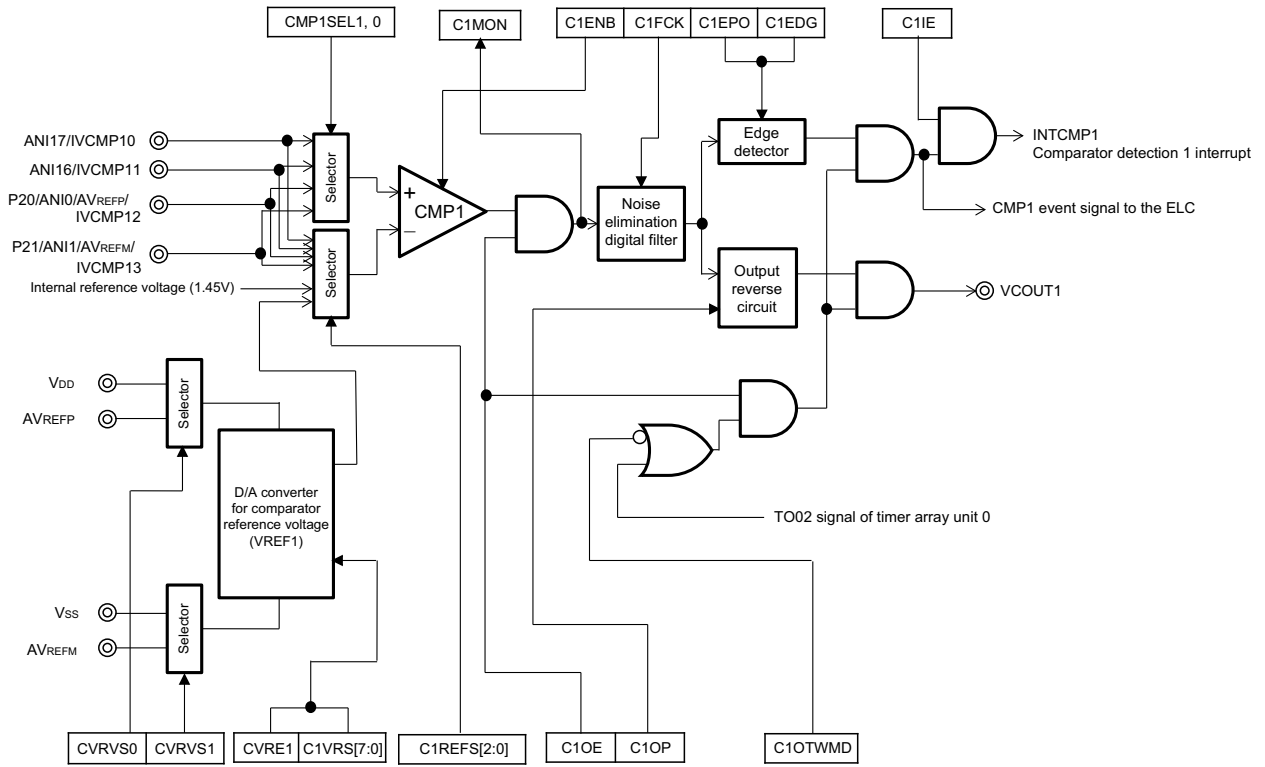 CMP1SEL1, 0
C1MON
C1ENB
C1FCK
C1EPO
C1EDG
C1IE
ANI17/IVCMP10
ANI16/IVCMP11
P20/ANI0/AVREFP/
IVCMP12
P21/ANI1/AVREFM/
IVCMP13
Internal reference voltage (1.45V)
Selector
Selector
+
CMP1
–
Noise
elimination
digital filter
Edge
detector
Output
reverse
circuit
INTCMP1
Comparator detection 1 interrupt
CMP1 event signal to the ELC
VCOUT1
VDD
AVREFP
Selector
D/A converter
for comparator
reference voltage
(VREF1)
TO02 signal of timer array unit 0
VSS
AVREFM
Selector
CVRVS0
CVRVS1
CVRE1
C1VRS[7:0]
C1REFS[2:0]
C1OE
C1OP
C1OTWMD